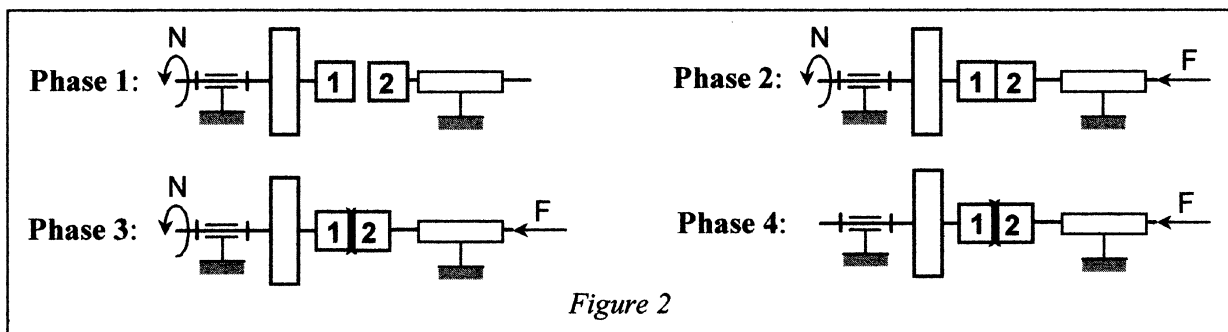 Phase 1: N 1 2
Phase 2: N 1 2 F
Phase 3: N 1 2 F
Phase 4: 1 2 F
Figure 2